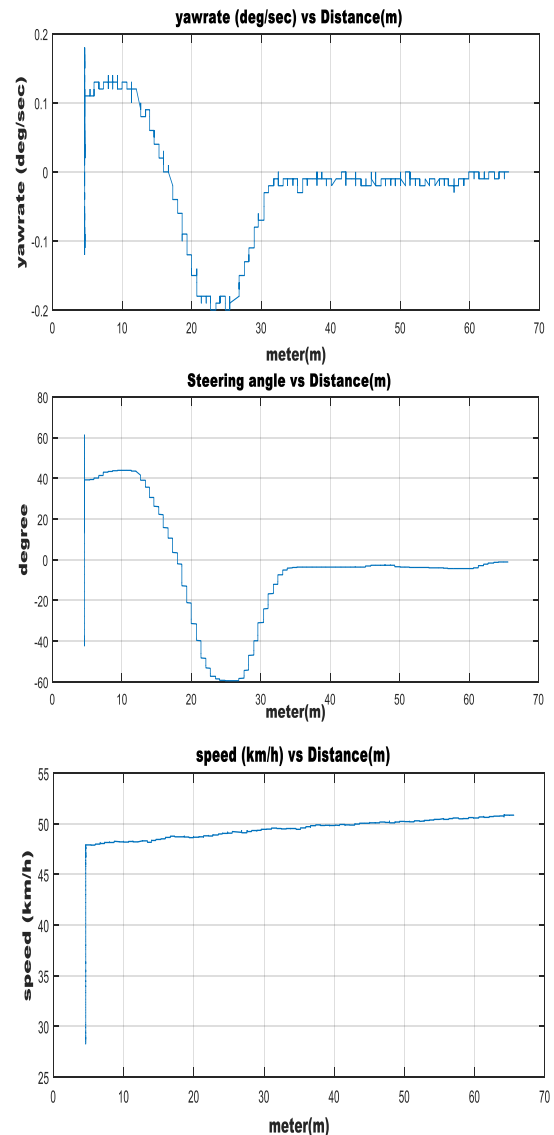 yawrate (deg/sec) vs Distance(m)
yawrate (deg/sec)
0.2
0.1
0
-0.1
-0.2
0 10 20 30 40 50 60 70
meter(m)
Steering angle vs Distance(m)
degree
80
60
40
20
0
-20
-40
-60
0 10 20 30 40 50 60 70
meter(m)
speed (km/h) vs Distance(m)
speed (km/h)
55
50
45
40
35
30
25
0 10 20 30 40 50 60 70
meter(m)